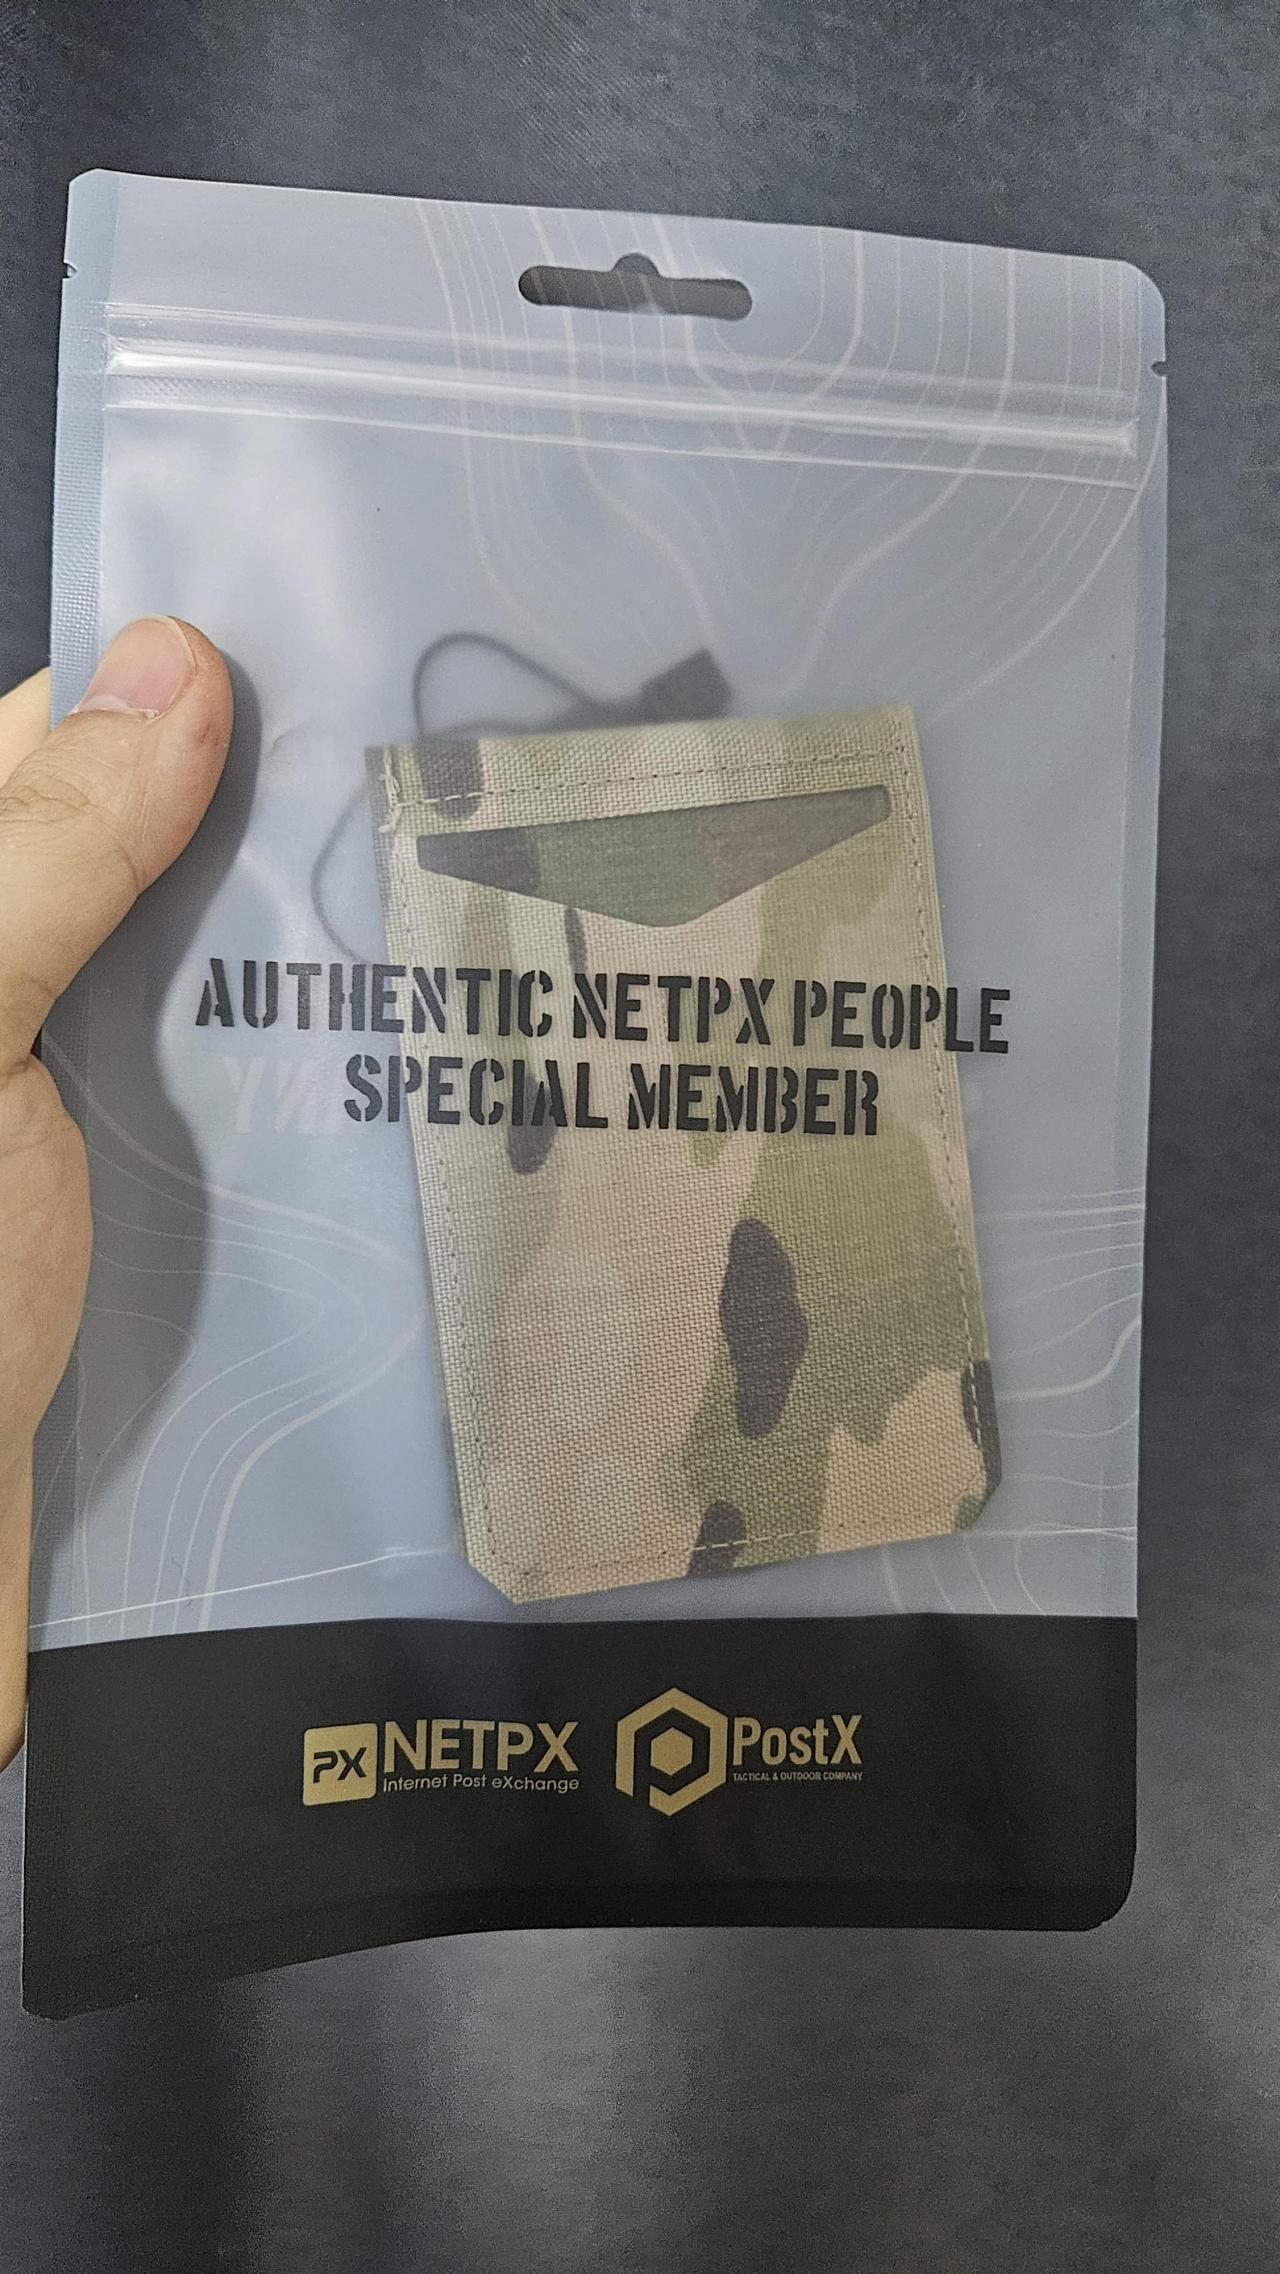 AUTHENTIC NETPX PEOPLE
SPECIAL MEMBER
PX NETPX
Internet Post eXchange
PostX
TACTICAL & OUTDOOR COMPANY